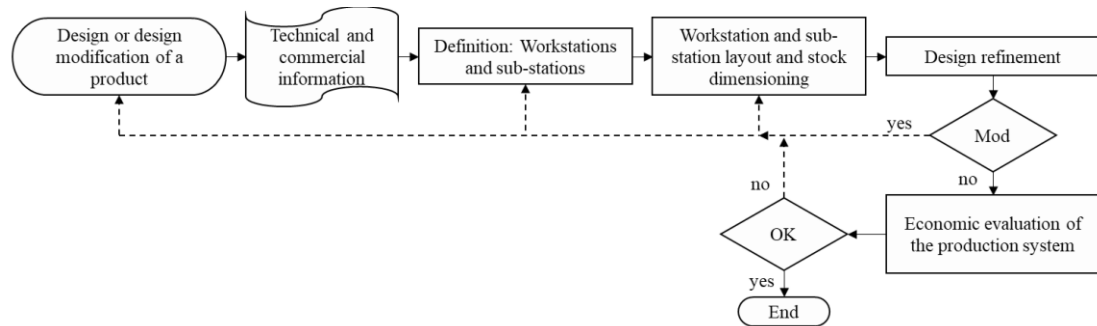 Design or design
modification of a
product
Technical and
commercial
information
Definition: Workstations
and sub-stations
Workstation and sub-
station layout and stock
dimensioning
Design refinement
yes
Mod
no
no
Economic evaluation of
the production system
OK
yes
End